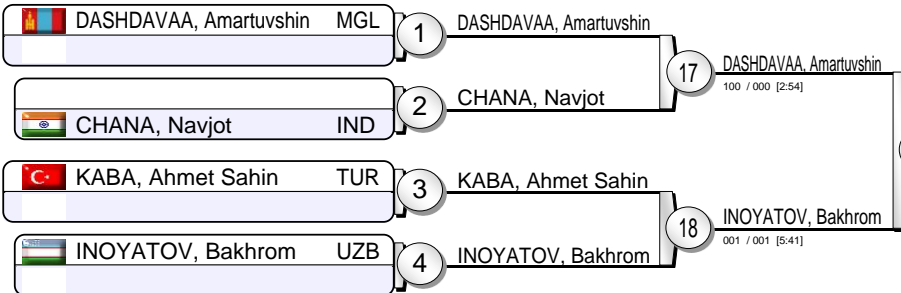 DASHDAVAA, Amartuvshin MGL
1
DASHDAVAA, Amartuvshin
17
DASHDAVAA, Amartuvshin
100 / 000 [2:54]
2
CHANA, Navjot
CHANA, Navjot IND
KABA, Ahmet Sahin TUR
3
KABA, Ahmet Sahin
18
INOYATOV, Bakhrom
001 / 001 [5:41]
INOYATOV, Bakhrom UZB
4
INOYATOV, Bakhrom